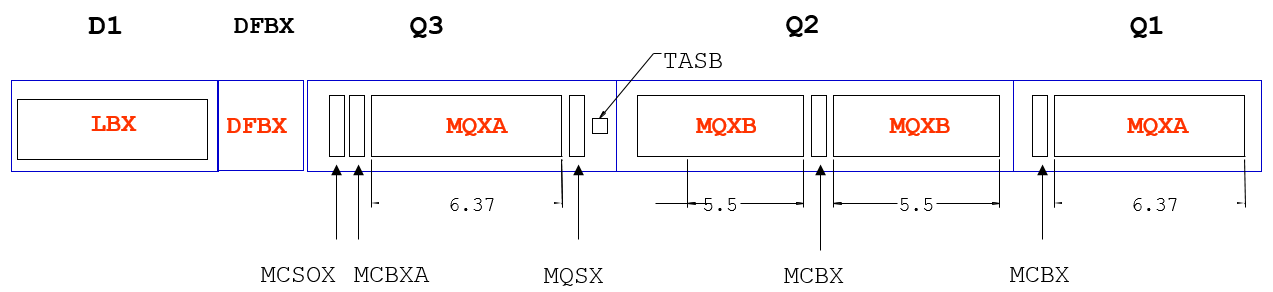 D1 DFBX Q3 Q2 Q1
TASB
LBX DFBX MQXA MQXB MQXB MQXA
6.37 5.5 5.5 6.37
MCSOX MCBXA MQSX MCBX MCBX